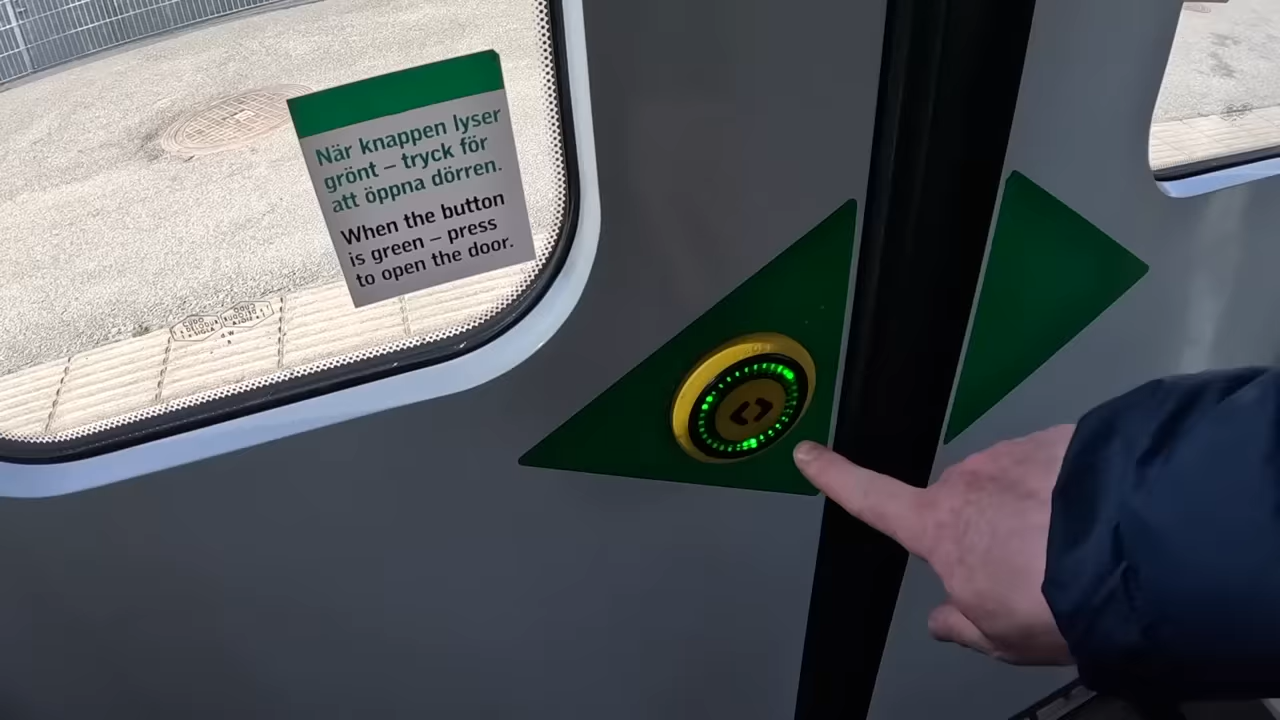 När knappen lyser
grönt – tryck för
att öppna dörren.
When the button
is green – press
to open the door.